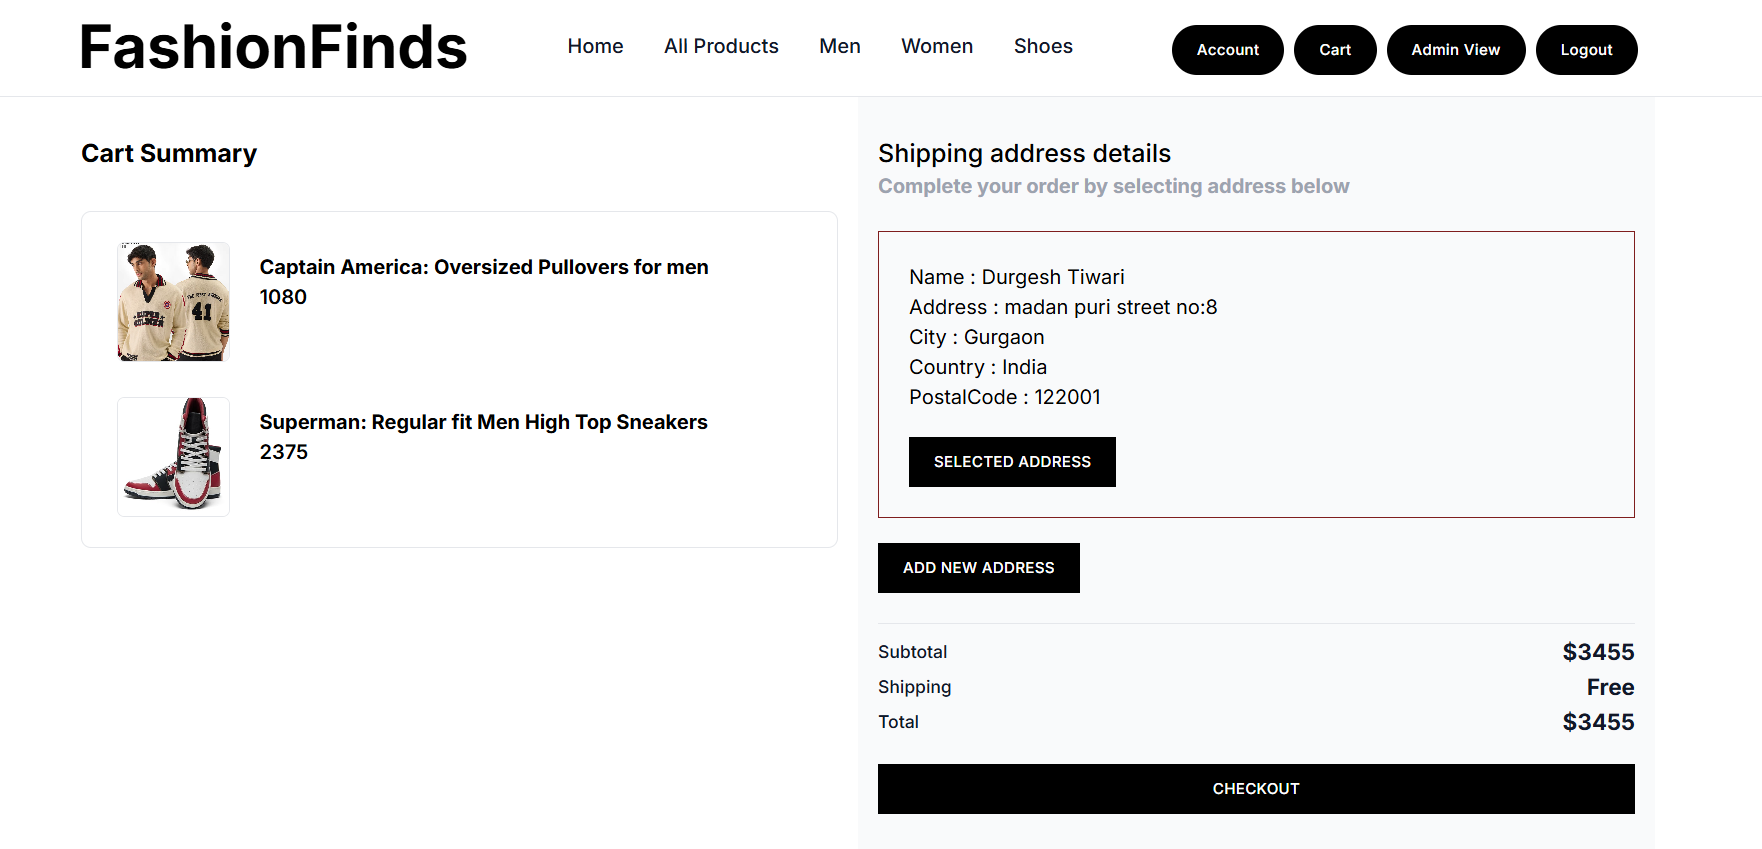 FashionFinds
Home
All Products
Men
Women
Shoes
Account
Cart
Admin View
Logout
Cart Summary
Captain America: Oversized Pullovers for men
1080
41
Superman: Regular fit Men High Top Sneakers
2375
Shipping address details
Complete your order by selecting address below
Name : Durgesh Tiwari
Address : madan puri street no:8
City : Gurgaon
Country : India
PostalCode : 122001
SELECTED ADDRESS
ADD NEW ADDRESS
Subtotal
$3455
Shipping
Free
Total
$3455
CHECKOUT